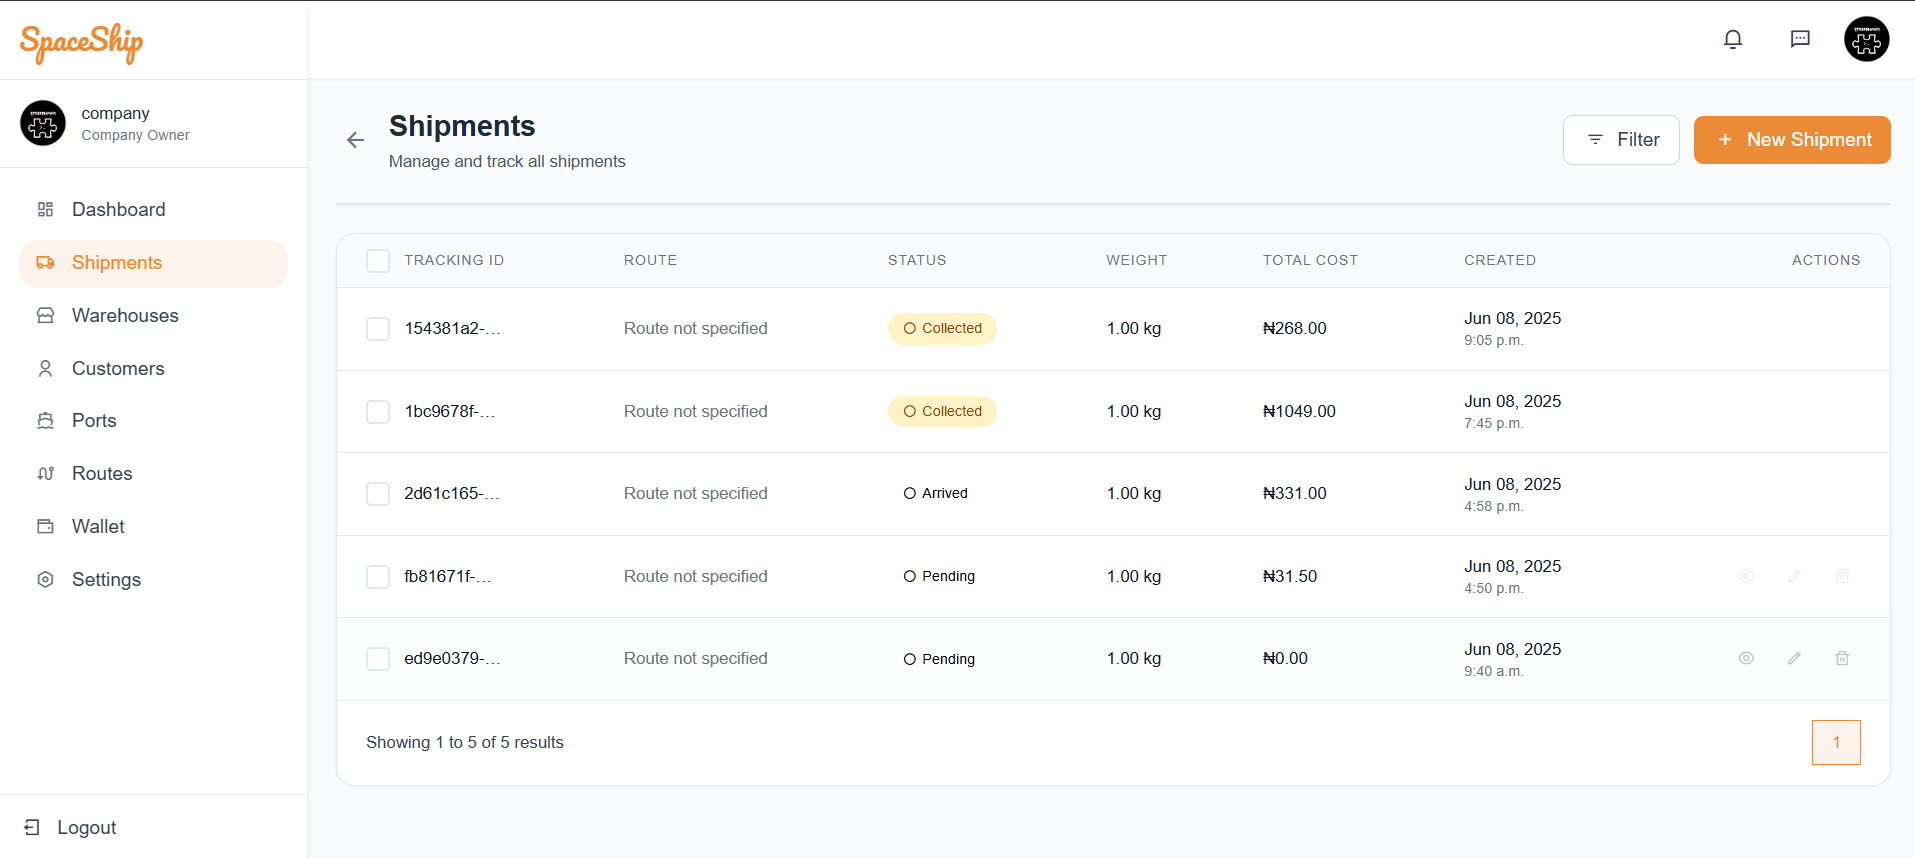 SpaceShip
company
Company Owner
Dashboard
Shipments
Warehouses
Customers
Ports
Routes
Wallet
Settings
Logout
Shipments
Manage and track all shipments
Filter
+ New Shipment
TRACKING ID ROUTE STATUS WEIGHT TOTAL COST CREATED ACTIONS
154381a2-... Route not specified Collected 1.00 kg ₦268.00 Jun 08, 2025
9:05 p.m.
1bc9678f-... Route not specified Collected 1.00 kg ₦1049.00 Jun 08, 2025
7:45 p.m.
2d61c165-... Route not specified Arrived 1.00 kg ₦331.00 Jun 08, 2025
4:58 p.m.
fb81671f-... Route not specified Pending 1.00 kg ₦31.50 Jun 08, 2025
4:50 p.m.
ed9e0379-... Route not specified Pending 1.00 kg ₦0.00 Jun 08, 2025
9:40 a.m.
Showing 1 to 5 of 5 results
1